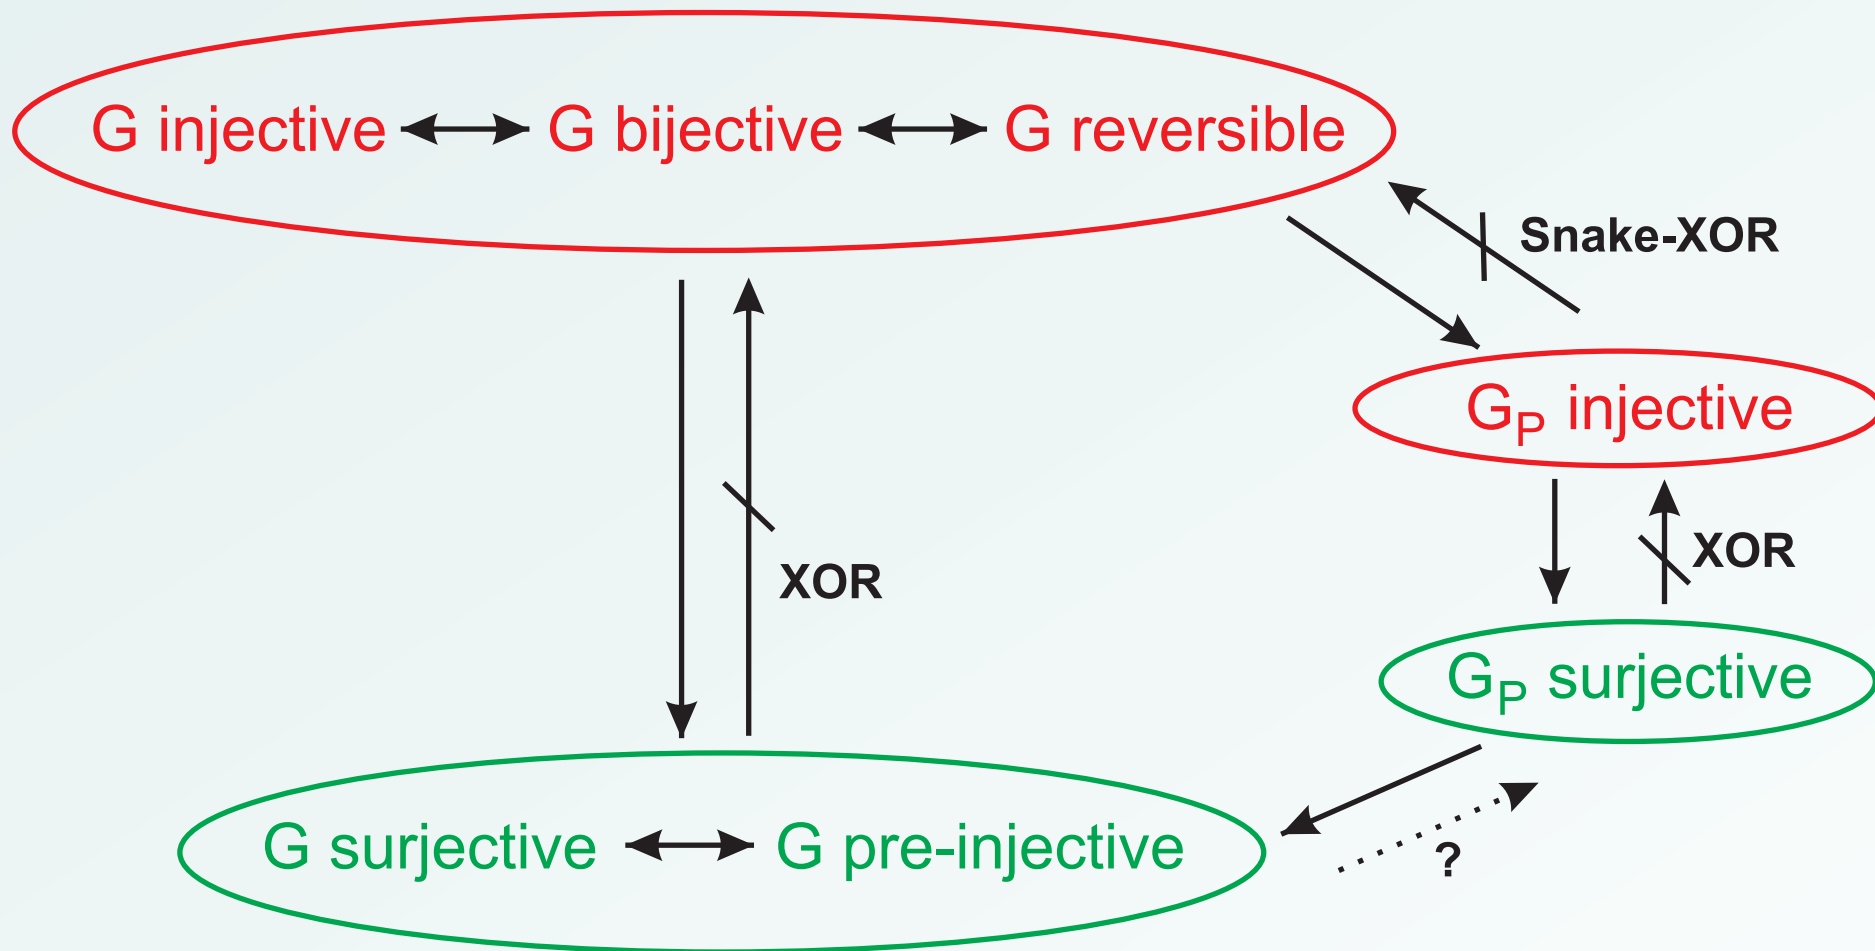 G injective G bijective G reversible
Snake-XOR
G_P injective
XOR
XOR
G_P surjective
G surjective G pre-injective
?